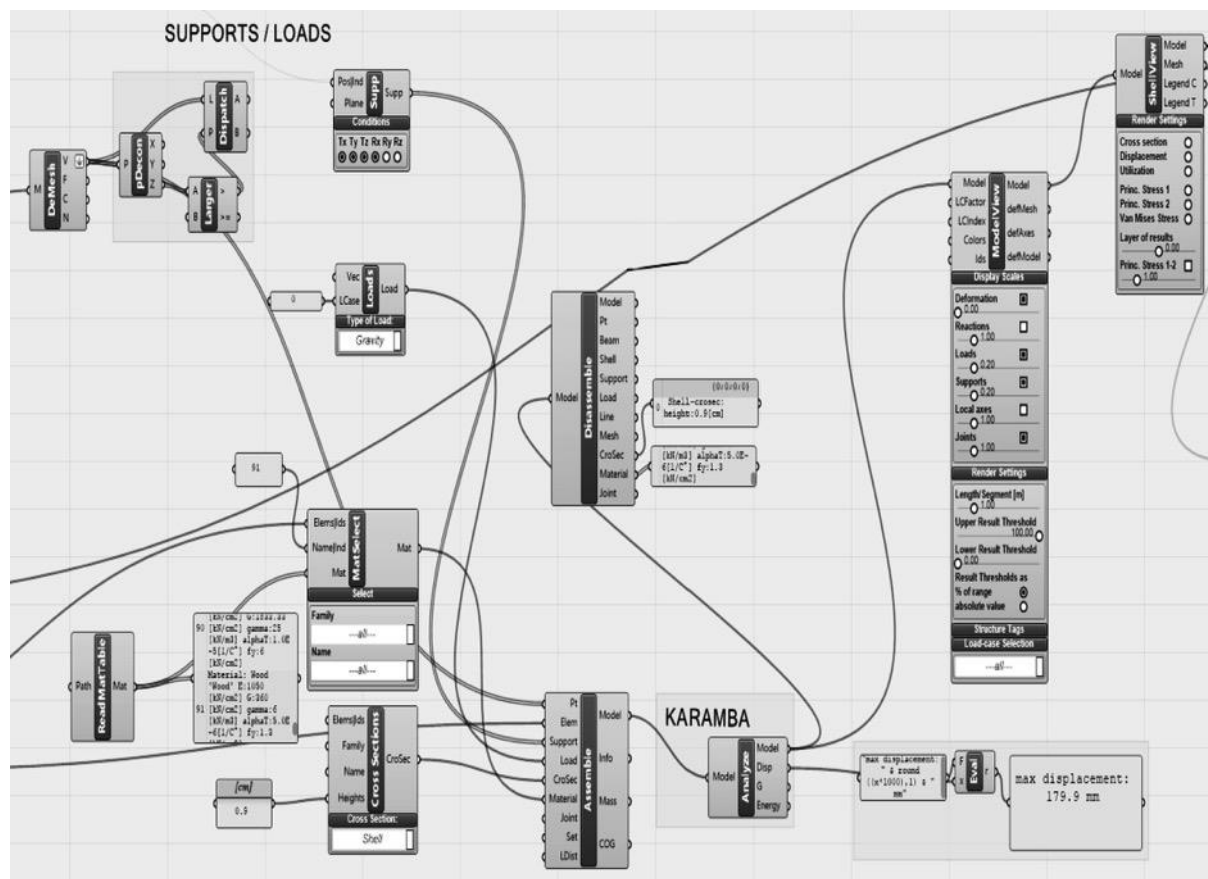 SUPPORTS / LOADS
M
DeMesh
V
F
C
N
P
pDecon
X
Y
Z
L
P
Dispatch
A
B
A
B
Larger
>
>=
Pos|Ind
Plane
Supp
Supp
Conditions
Tx Ty Tz Rx Ry Rz
0
Vec
LCase
Loads
Load
Type of Load:
Gravity
91
Elems|Ids
Name|Ind
Mat
MatSelect
Mat
Select
Family
---all---
Name
---all---
Path
ReadMatTable
Mat
90 [kN/cm2] gamma:25
[kN/m3] alphaT:1.0E
-5[1/C°] fy:6
[kN/cm2]
Material: Wood
'Wood' E:1050
[kN/cm2] G:360
91 [kN/cm2] gamma:6
[kN/m3] alphaT:5.0E
-6[1/C°] fy:1.3
[cm]
0.9
Elems|Ids
Family
Name
Heights
Cross Sections
CroSec
Cross Section:
Shell
Model
Disassemble
Model
Pt
Beam
Shell
Support
Load
Line
Mesh
CroSec
Material
Joint
{0;0;0;0}
0 Shell-crosec:
height:0.9[cm]
[kN/m3] alphaT:5.0E-
6[1/C°] fy:1.3
[kN/cm2]
Pt
Elem
Support
Load
CroSec
Material
Joint
Set
LDist
Assemble
Model
Info
Mass
COG
KARAMBA
Model
Analyze
Model
Disp
G
Energy
"max displacement:
" & round
((x*1000),1) & "
mm"
F
x
Eval
r
max displacement:
179.9 mm
Model
LCFactor
LCIndex
Colors
Ids
ModelView
Model
defMesh
defAxes
defModel
Display Scales
Deformation
0.00
Reactions
1.00
Loads
0.20
Supports
0.20
Local axes
1.00
Joints
1.00
Render Settings
Length/Segment [m]
1.00
Upper Result Threshold
100.00
Lower Result Threshold
0.00
Result Thresholds as
% of range
absolute value
Structure Tags
Load-case Selection
---all---
Model
ShellView
Model
Mesh
Legend C
Legend T
Render Settings
Cross section
Displacement
Utilization
Princ. Stress 1
Princ. Stress 2
Van Mises Stress
Layer of results
0.00
Princ. Stress 1-2
1.00